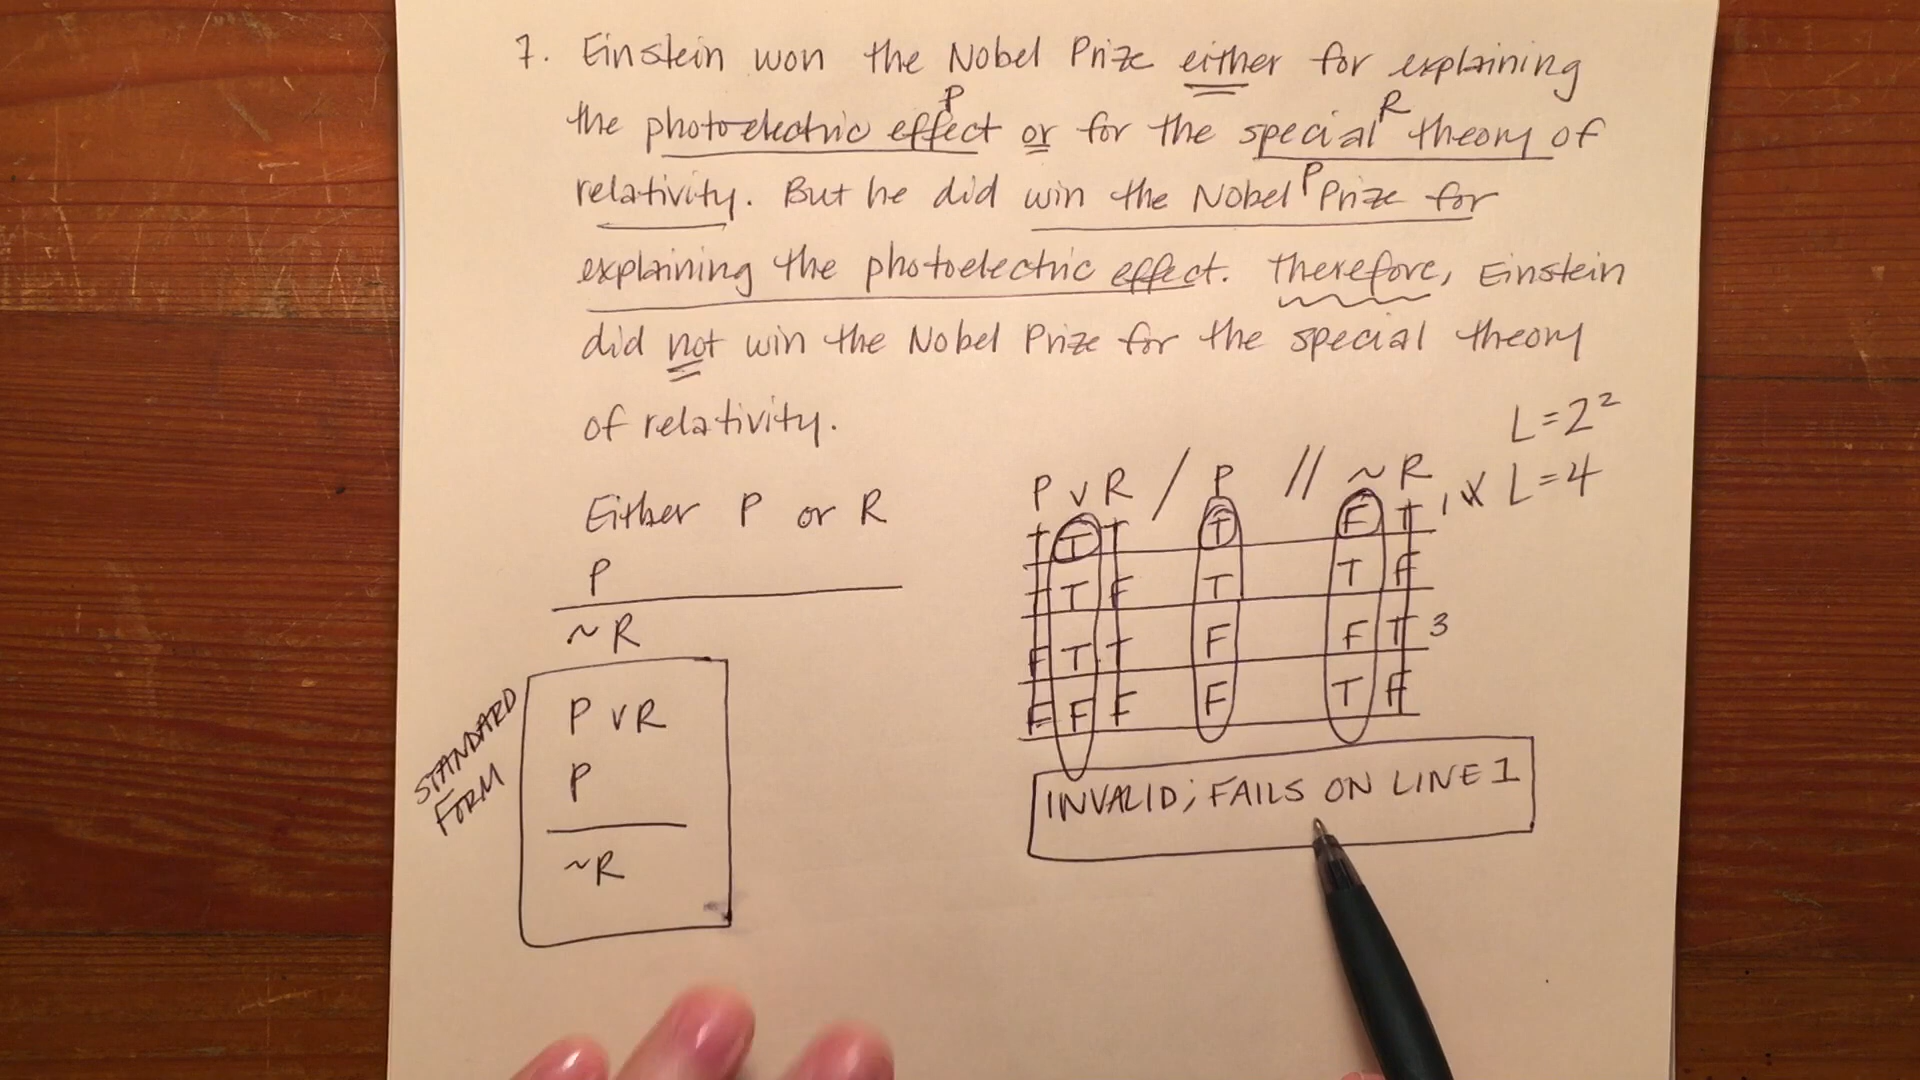 7. Einstein won the Nobel Prize either for explaining
P R
the photoelectric effect or for the special theory of
P
relativity. But he did win the Nobel Prize for
explaining the photoelectric effect. Therefore, Einstein
did not win the Nobel Prize for the special theory
of relativity.
L=2²
L=4
Either P or R
P
~R
STANDARD
FORM
P v R
P
~R
P v R / P // ~ R
T T T T F T 1
T T F T T F
F T T F F T 3
F F F F T F
INVALID; FAILS ON LINE 1